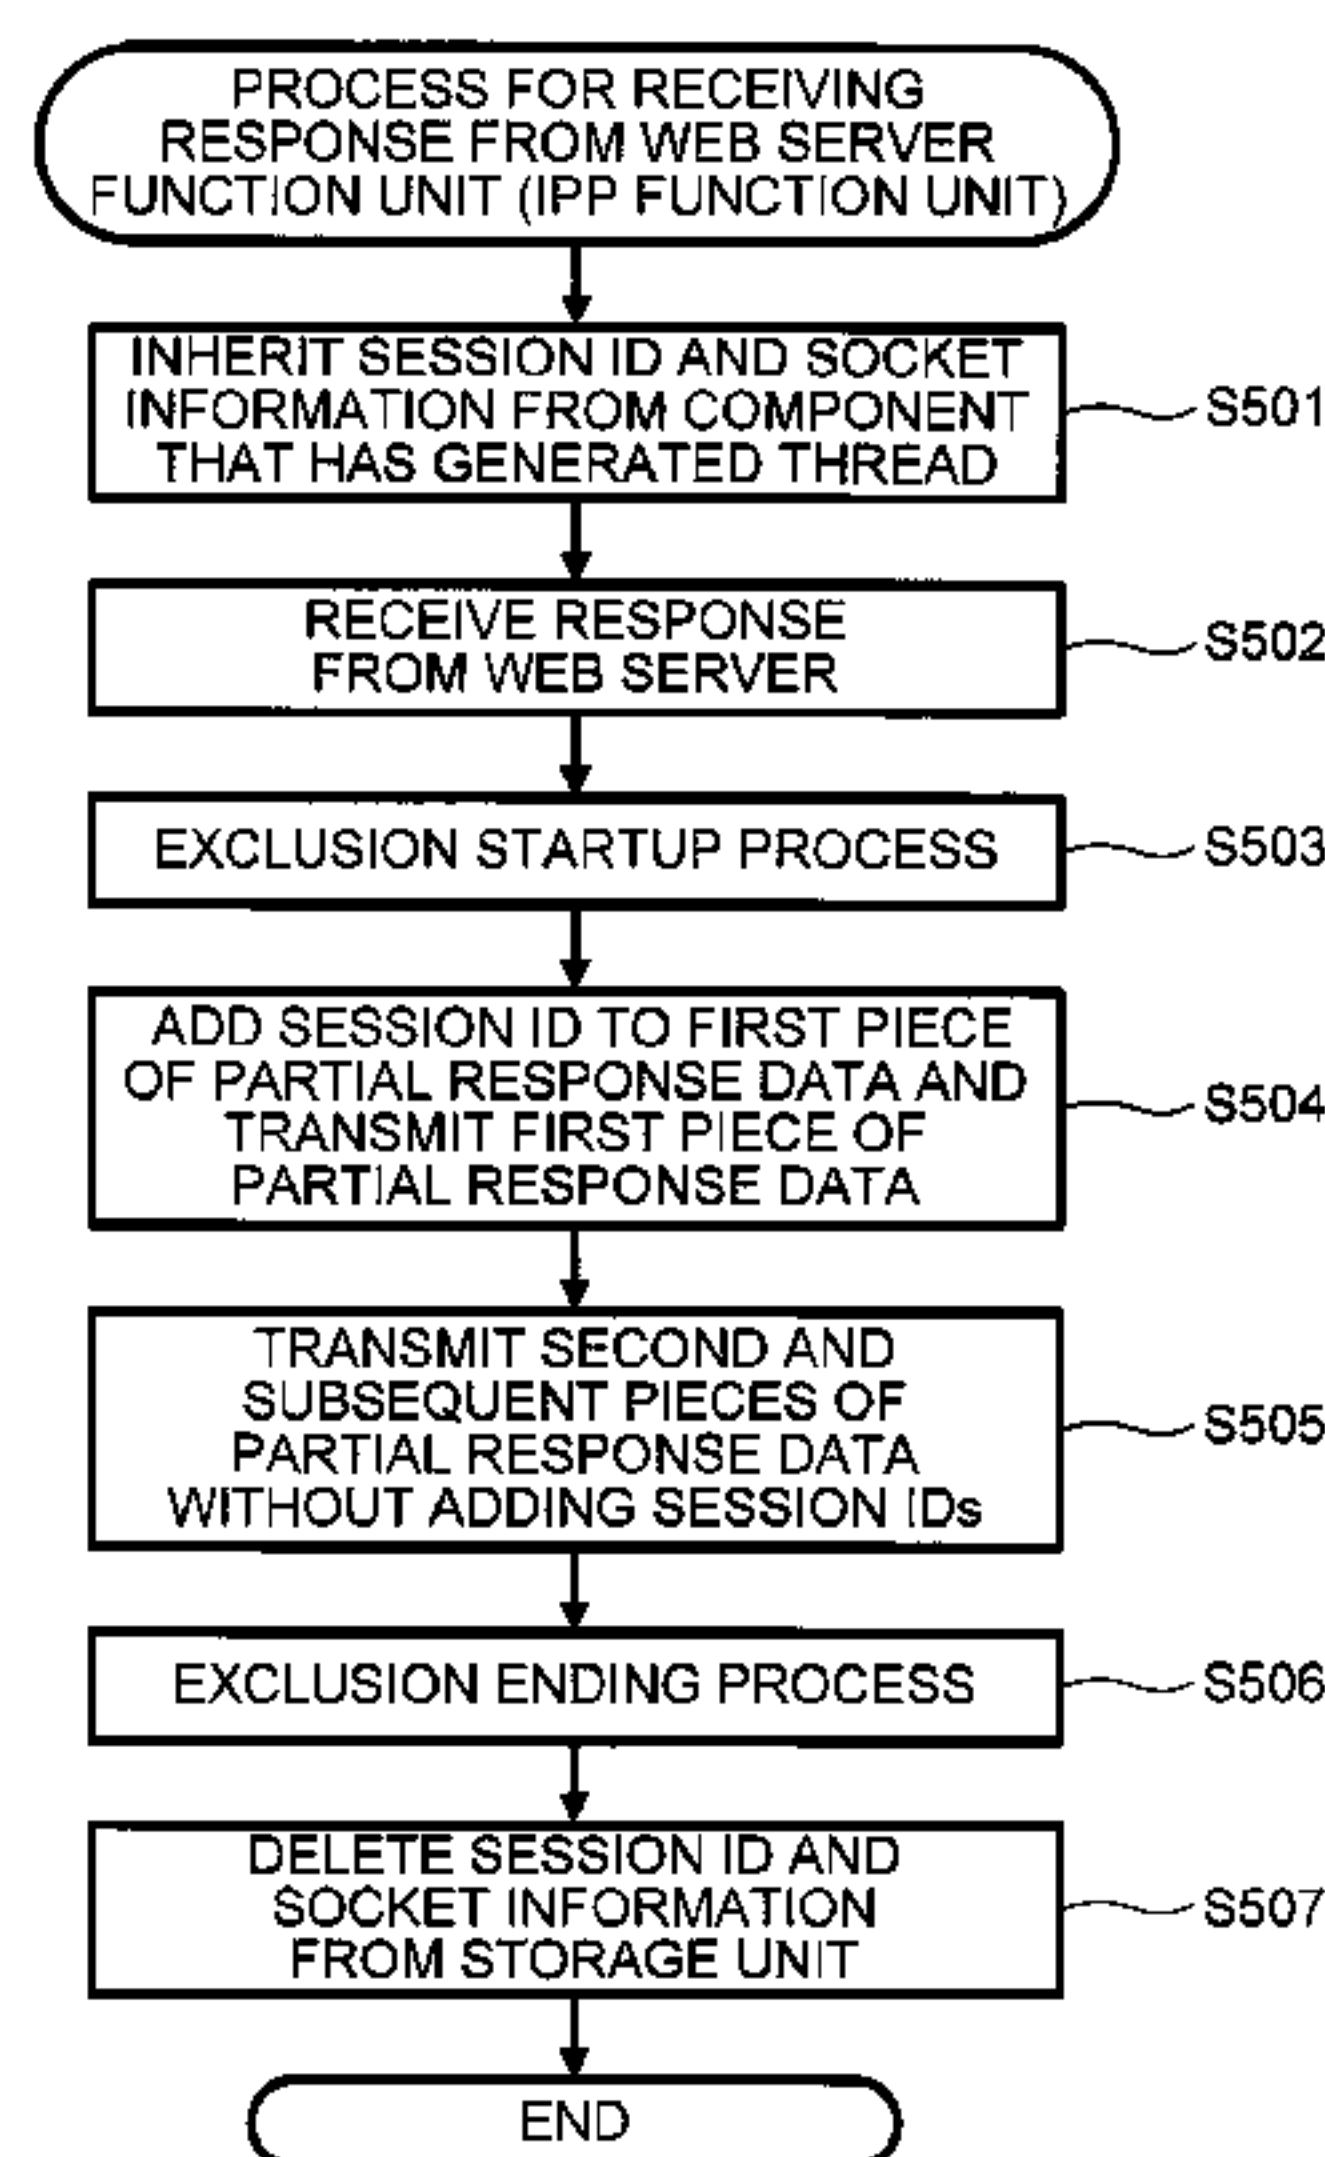 PROCESS FOR RECEIVING
RESPONSE FROM WEB SERVER
FUNCTION UNIT (IPP FUNCTION UNIT)
INHERIT SESSION ID AND SOCKET
INFORMATION FROM COMPONENT
THAT HAS GENERATED THREAD
S501
RECEIVE RESPONSE
FROM WEB SERVER
S502
EXCLUSION STARTUP PROCESS
S503
ADD SESSION ID TO FIRST PIECE
OF PARTIAL RESPONSE DATA AND
TRANSMIT FIRST PIECE OF
PARTIAL RESPONSE DATA
S504
TRANSMIT SECOND AND
SUBSEQUENT PIECES OF
PARTIAL RESPONSE DATA
WITHOUT ADDING SESSION IDs
S505
EXCLUSION ENDING PROCESS
S506
DELETE SESSION ID AND
SOCKET INFORMATION
FROM STORAGE UNIT
S507
END